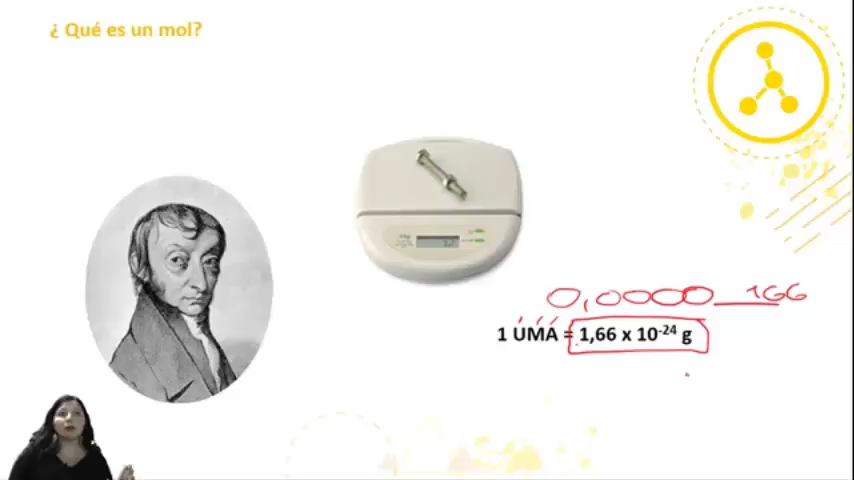 ¿ Qué es un mol?
0,0000 166
1 UMA = 1,66 x 10⁻²⁴ g